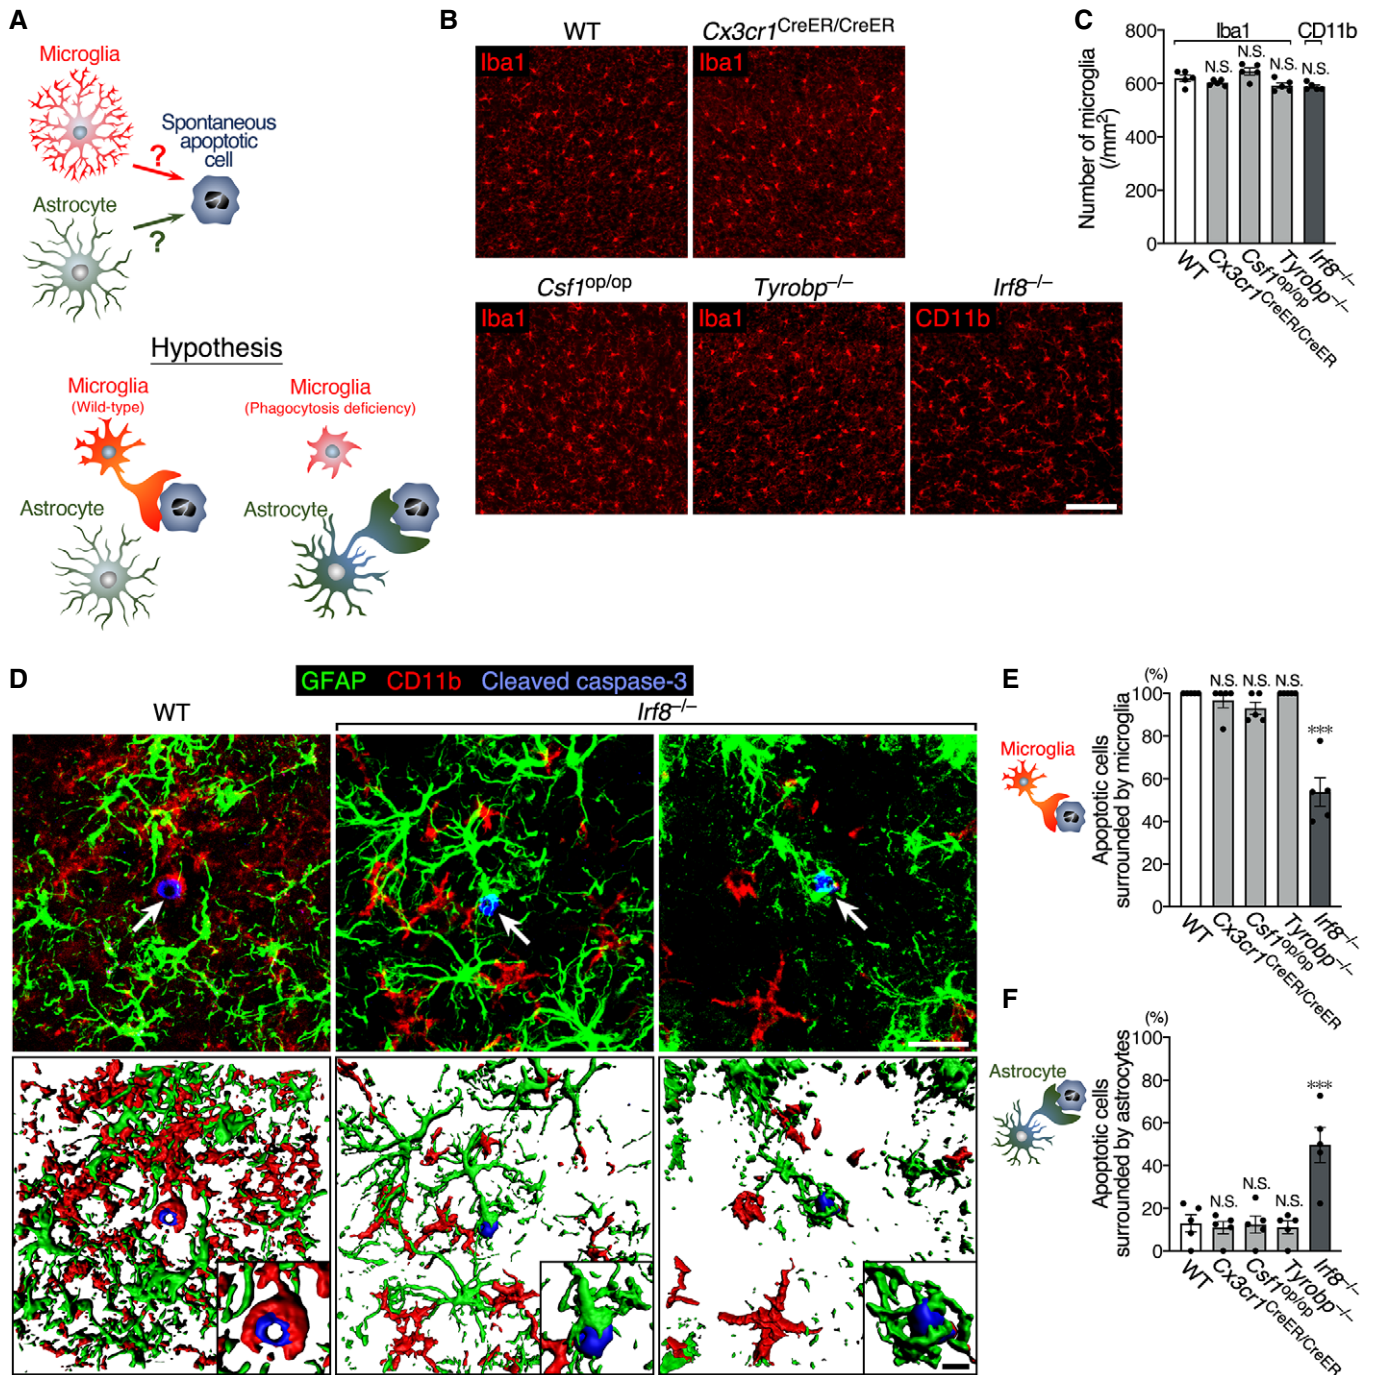 A
Microglia
?
Spontaneous
apoptotic
cell
Astrocyte
?
Hypothesis
Microglia
(Wild-type)
Astrocyte
Microglia
(Phagocytosis deficiency)
Astrocyte
B
WT
Cx3cr1CreER/CreER
Iba1
Iba1
Csf1op/op
Tyrobp–/–
Irf8–/–
Iba1
Iba1
CD11b
C
Number of microglia
(/mm2)
800
600
400
200
0
Iba1
CD11b
N.S.
N.S.
N.S.
N.S.
WT
Cx3cr1CreER/CreER
Csf1op/op
Tyrobp–/–
Irf8–/–
D
GFAP CD11b Cleaved caspase-3
WT
Irf8–/–
E
Microglia
Apoptotic cells
surrounded by microglia
(%)
100
80
60
40
20
0
N.S.
N.S.
N.S.
***
WT
Cx3cr1CreER/CreER
Csf1op/op
Tyrobp–/–
Irf8–/–
F
Astrocyte
Apoptotic cells
surrounded by astrocytes
(%)
100
80
60
40
20
0
N.S.
N.S.
N.S.
***
WT
Cx3cr1CreER/CreER
Csf1op/op
Tyrobp–/–
Irf8–/–